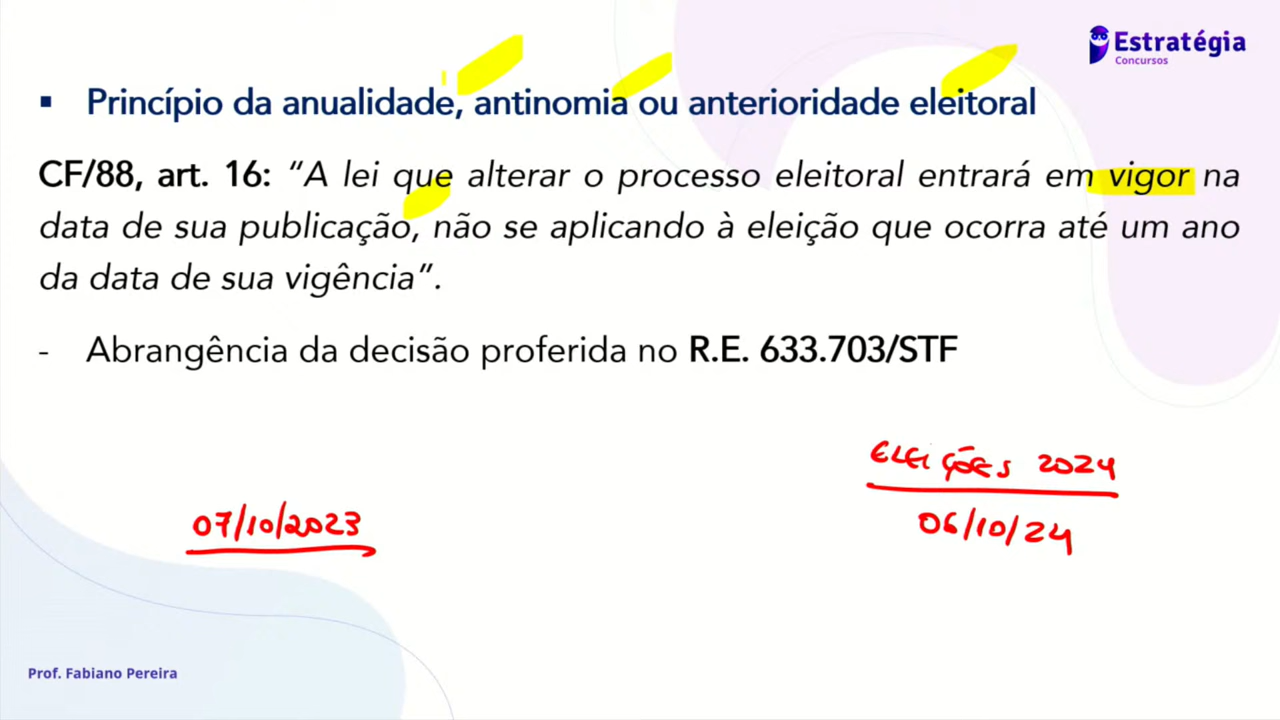 Estratégia
Concursos
▪ Princípio da anualidade, antinomia ou anterioridade eleitoral
CF/88, art. 16: “A lei que alterar o processo eleitoral entrará em vigor na
data de sua publicação, não se aplicando à eleição que ocorra até um ano
da data de sua vigência”.
- Abrangência da decisão proferida no R.E. 633.703/STF
ELEIÇÕES 2024
07/10/2023
06/10/24
Prof. Fabiano Pereira